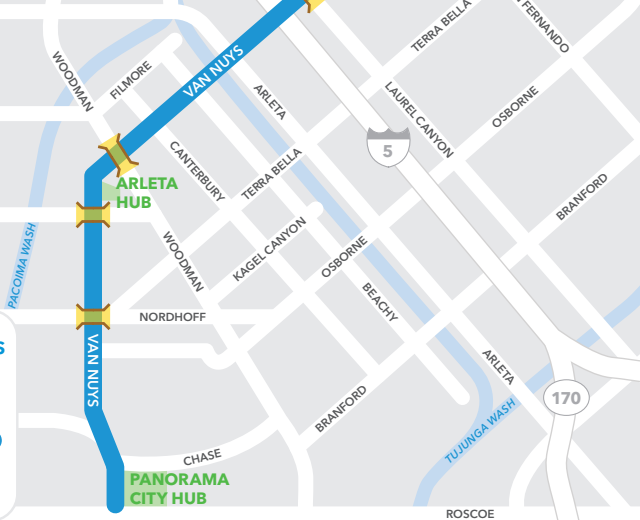 TERRA BELLA
FERNANDO
WOODMAN
FILMORE
VAN NUYS
ARLETA
LAUREL CANYON
OSBORNE
5
CANTERBURY
TERRA BELLA
ARLETA
HUB
BRANFORD
PACOIMA WASH
WOODMAN
KAGEL CANYON
OSBORNE
BEACHY
NORDHOFF
S
VAN NUYS
ARLETA
170
BRANFORD
TUJUNGA WASH
CHASE
PANORAMA
CITY HUB
ROSCOE